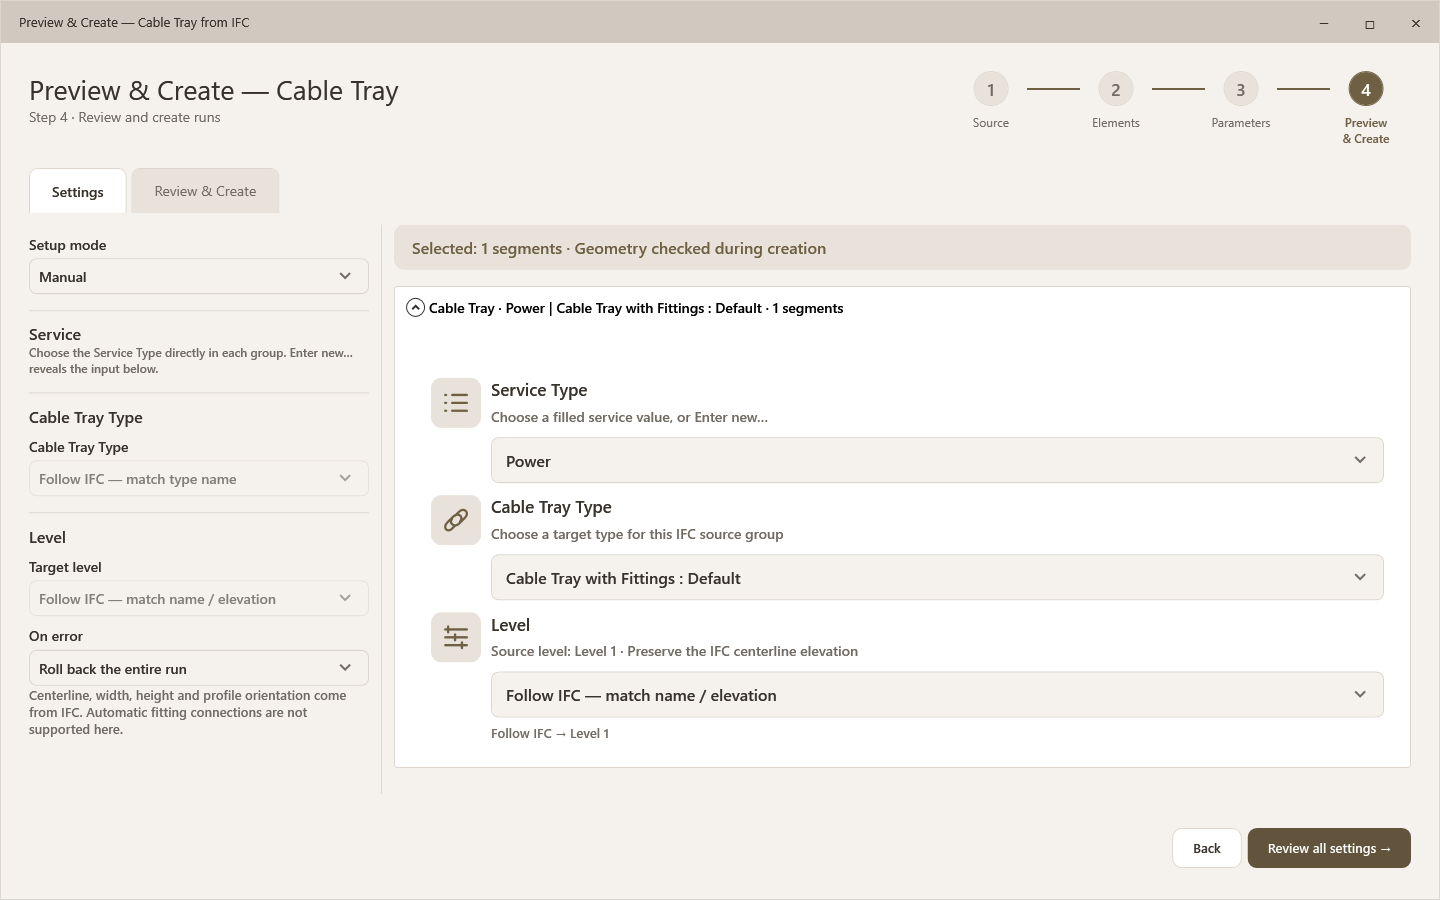 Preview & Create — Cable Tray from IFC
Preview & Create — Cable Tray
Step 4 · Review and create runs
1
2
3
4
Source
Elements
Parameters
Preview
& Create
Settings
Review & Create
Setup mode
Manual
Service
Choose the Service Type directly in each group. Enter new...
reveals the input below.
Cable Tray Type
Cable Tray Type
Follow IFC — match type name
Level
Target level
Follow IFC — match name / elevation
On error
Roll back the entire run
Centerline, width, height and profile orientation come
from IFC. Automatic fitting connections are not
supported here.
Selected: 1 segments · Geometry checked during creation
Cable Tray · Power | Cable Tray with Fittings : Default · 1 segments
Service Type
Choose a filled service value, or Enter new...
Power
Cable Tray Type
Choose a target type for this IFC source group
Cable Tray with Fittings : Default
Level
Source level: Level 1 · Preserve the IFC centerline elevation
Follow IFC — match name / elevation
Follow IFC → Level 1
Back
Review all settings →